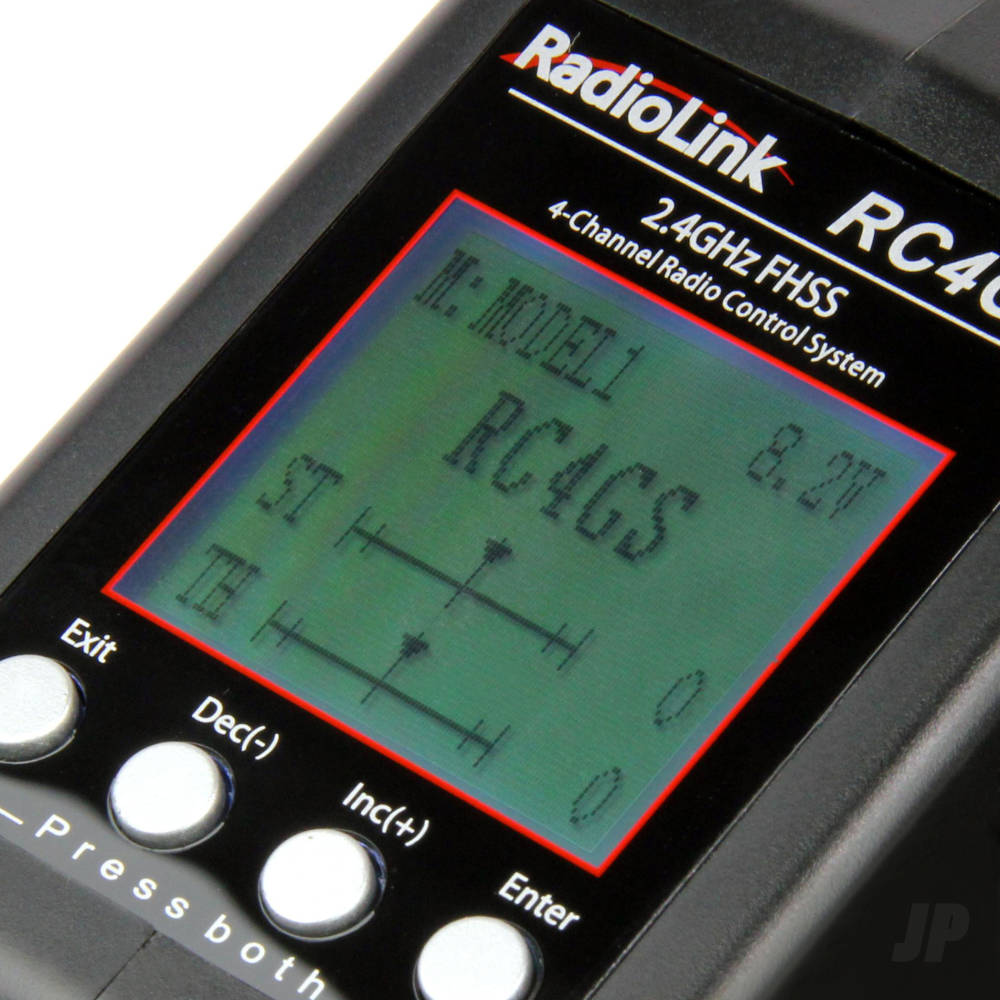 RadioLink
RC4G
2.4GHz FHSS
4-Channel Radio Control System
M:MODEL1
8.2V
RC4GS
ST
0
TH
0
Exit
Dec(-)
Inc(+)
Enter
Press both
JP